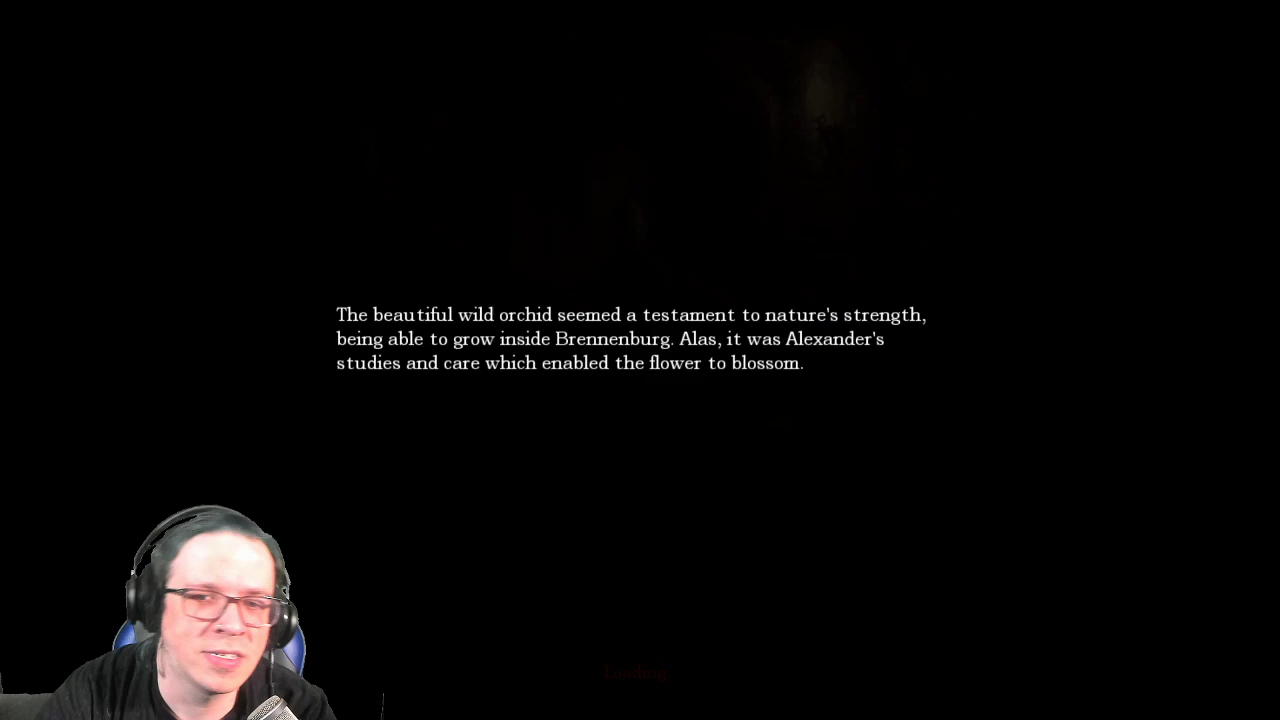 The beautiful wild orchid seemed a testament to nature's strength,
being able to grow inside Brennenburg. Alas, it was Alexander's
studies and care which enabled the flower to blossom.
Loading